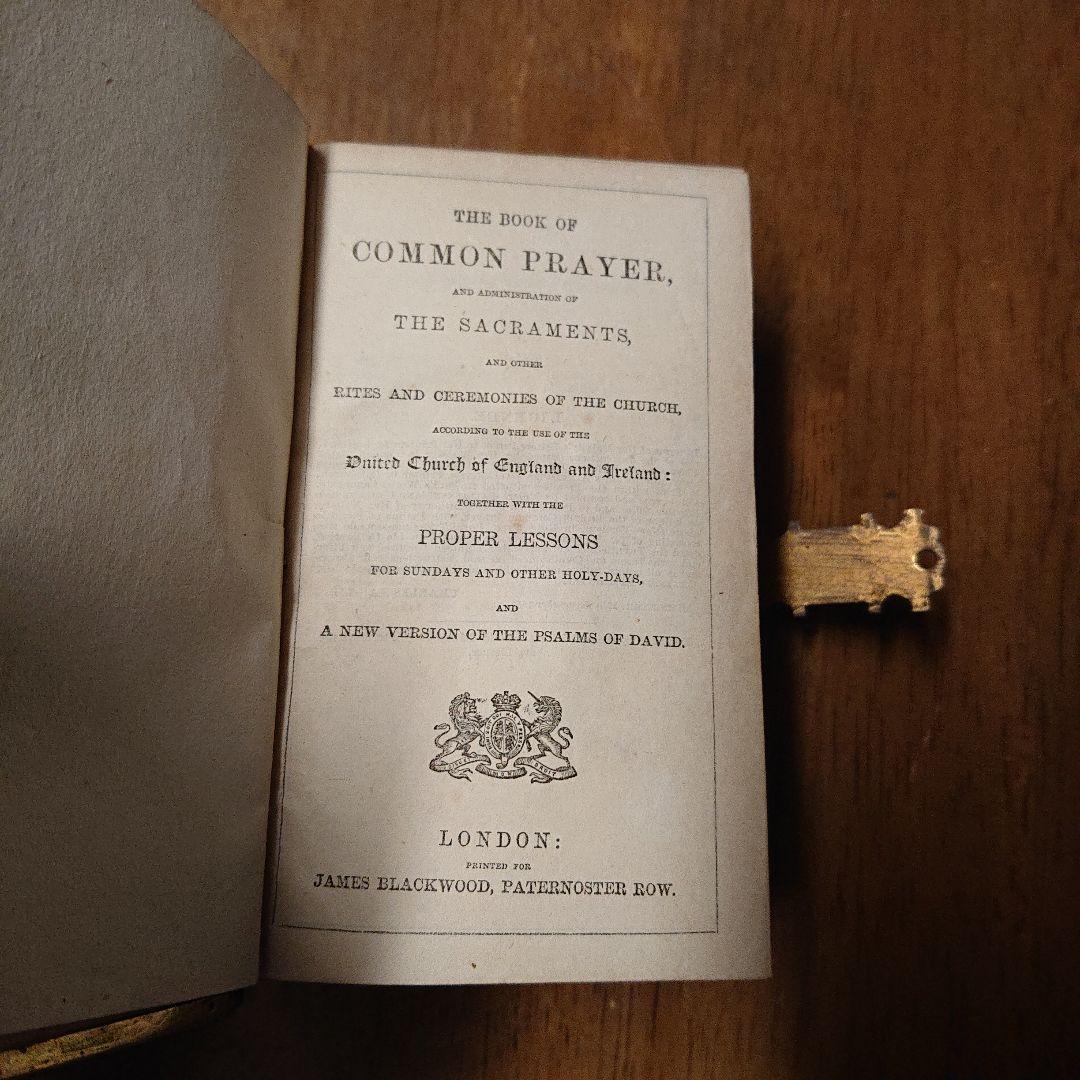 THE BOOK OF
COMMON PRAYER,
AND ADMINISTRATION OF
THE SACRAMENTS,
AND OTHER
RITES AND CEREMONIES OF THE CHURCH,
ACCORDING TO THE USE OF THE
United Church of England and Ireland:
TOGETHER WITH THE
PROPER LESSONS
FOR SUNDAYS AND OTHER HOLY-DAYS,
AND
A NEW VERSION OF THE PSALMS OF DAVID.
LONDON:
PRINTED FOR
JAMES BLACKWOOD, PATERNOSTER ROW.